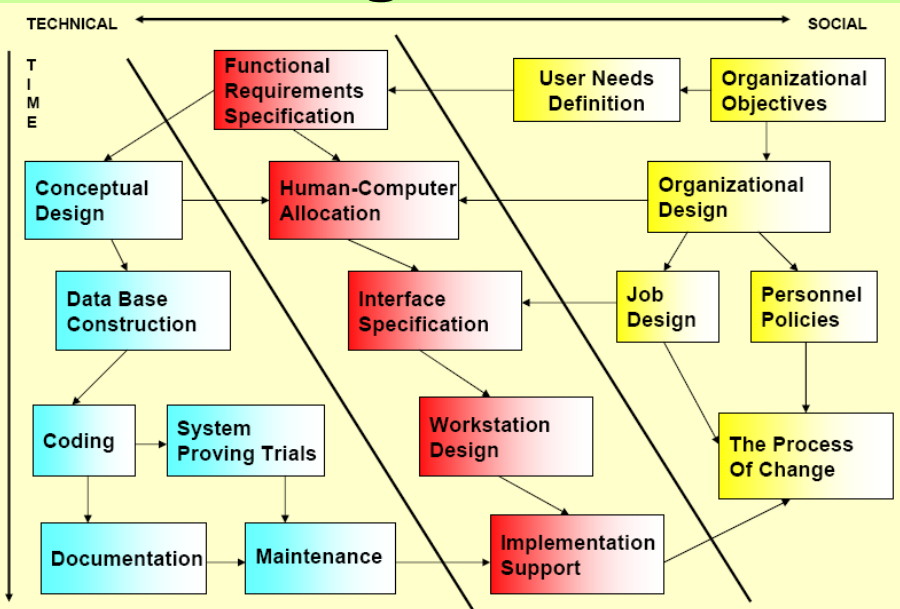 TECHNICAL
SOCIAL
T
I
M
E
Functional
Requirements
Specification
User Needs
Definition
Organizational
Objectives
Conceptual
Design
Human-Computer
Allocation
Organizational
Design
Data Base
Construction
Interface
Specification
Job
Design
Personnel
Policies
Coding
System
Proving Trials
Workstation
Design
The Process
Of Change
Documentation
Maintenance
Implementation
Support